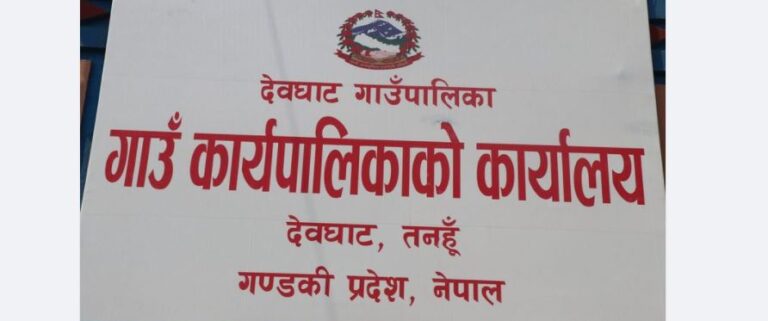 देवघाट गाउँपालिका
गाउँ कार्यपालिकाको कार्यालय
देवघाट, तनहूँ
गण्डकी प्रदेश, नेपाल